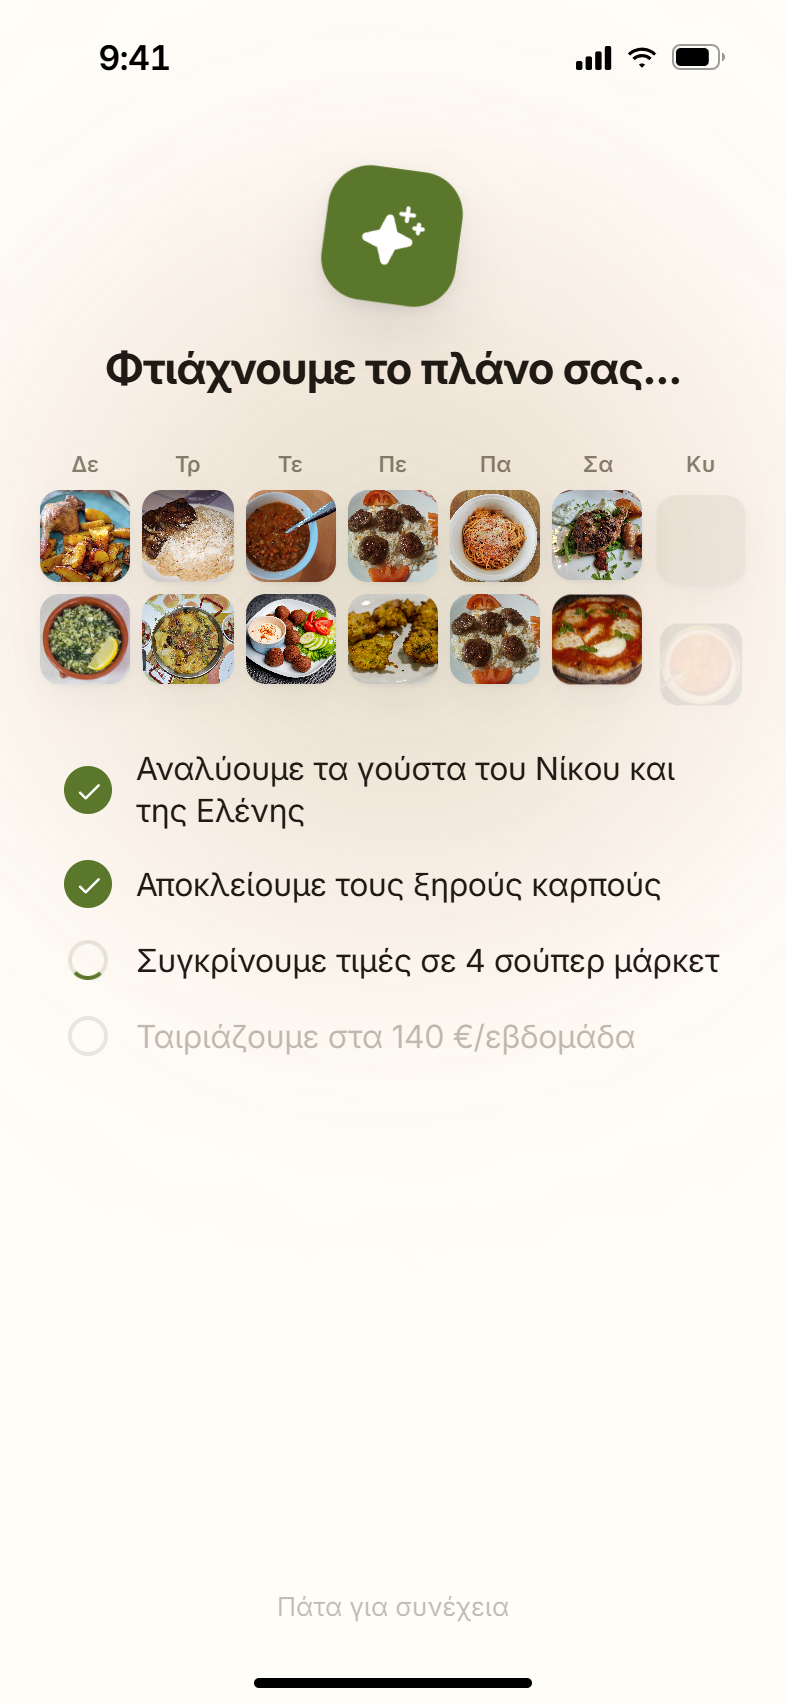 9:41
Φτιάχνουμε το πλάνο σας...
Δε Τρ Τε Πε Πα Σα Κυ
Αναλύουμε τα γούστα του Νίκου και
της Ελένης
Αποκλείουμε τους ξηρούς καρπούς
Συγκρίνουμε τιμές σε 4 σούπερ μάρκετ
Ταιριάζουμε στα 140 €/εβδομάδα
Πάτα για συνέχεια